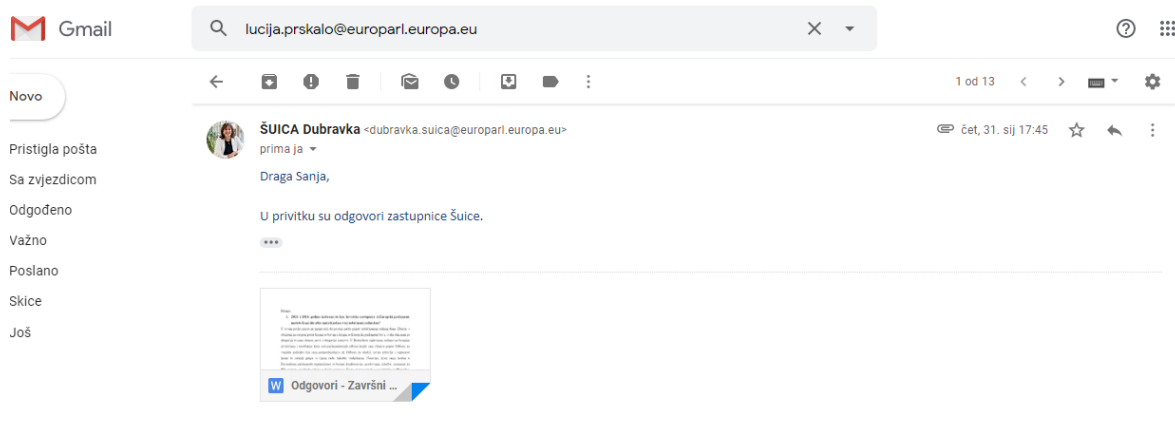 Gmail
lucija.prskalo@europarl.europa.eu
Novo
1 od 13
Pristigla pošta
Sa zvjezdicom
Odgođeno
Važno
Poslano
Skice
Još
ŠUICA Dubravka <dubravka.suica@europarl.europa.eu>
čet, 31. sij 17:45
prima ja
Draga Sanja,
U privitku su odgovori zastupnice Šuice.
W Odgovori - Završni ...